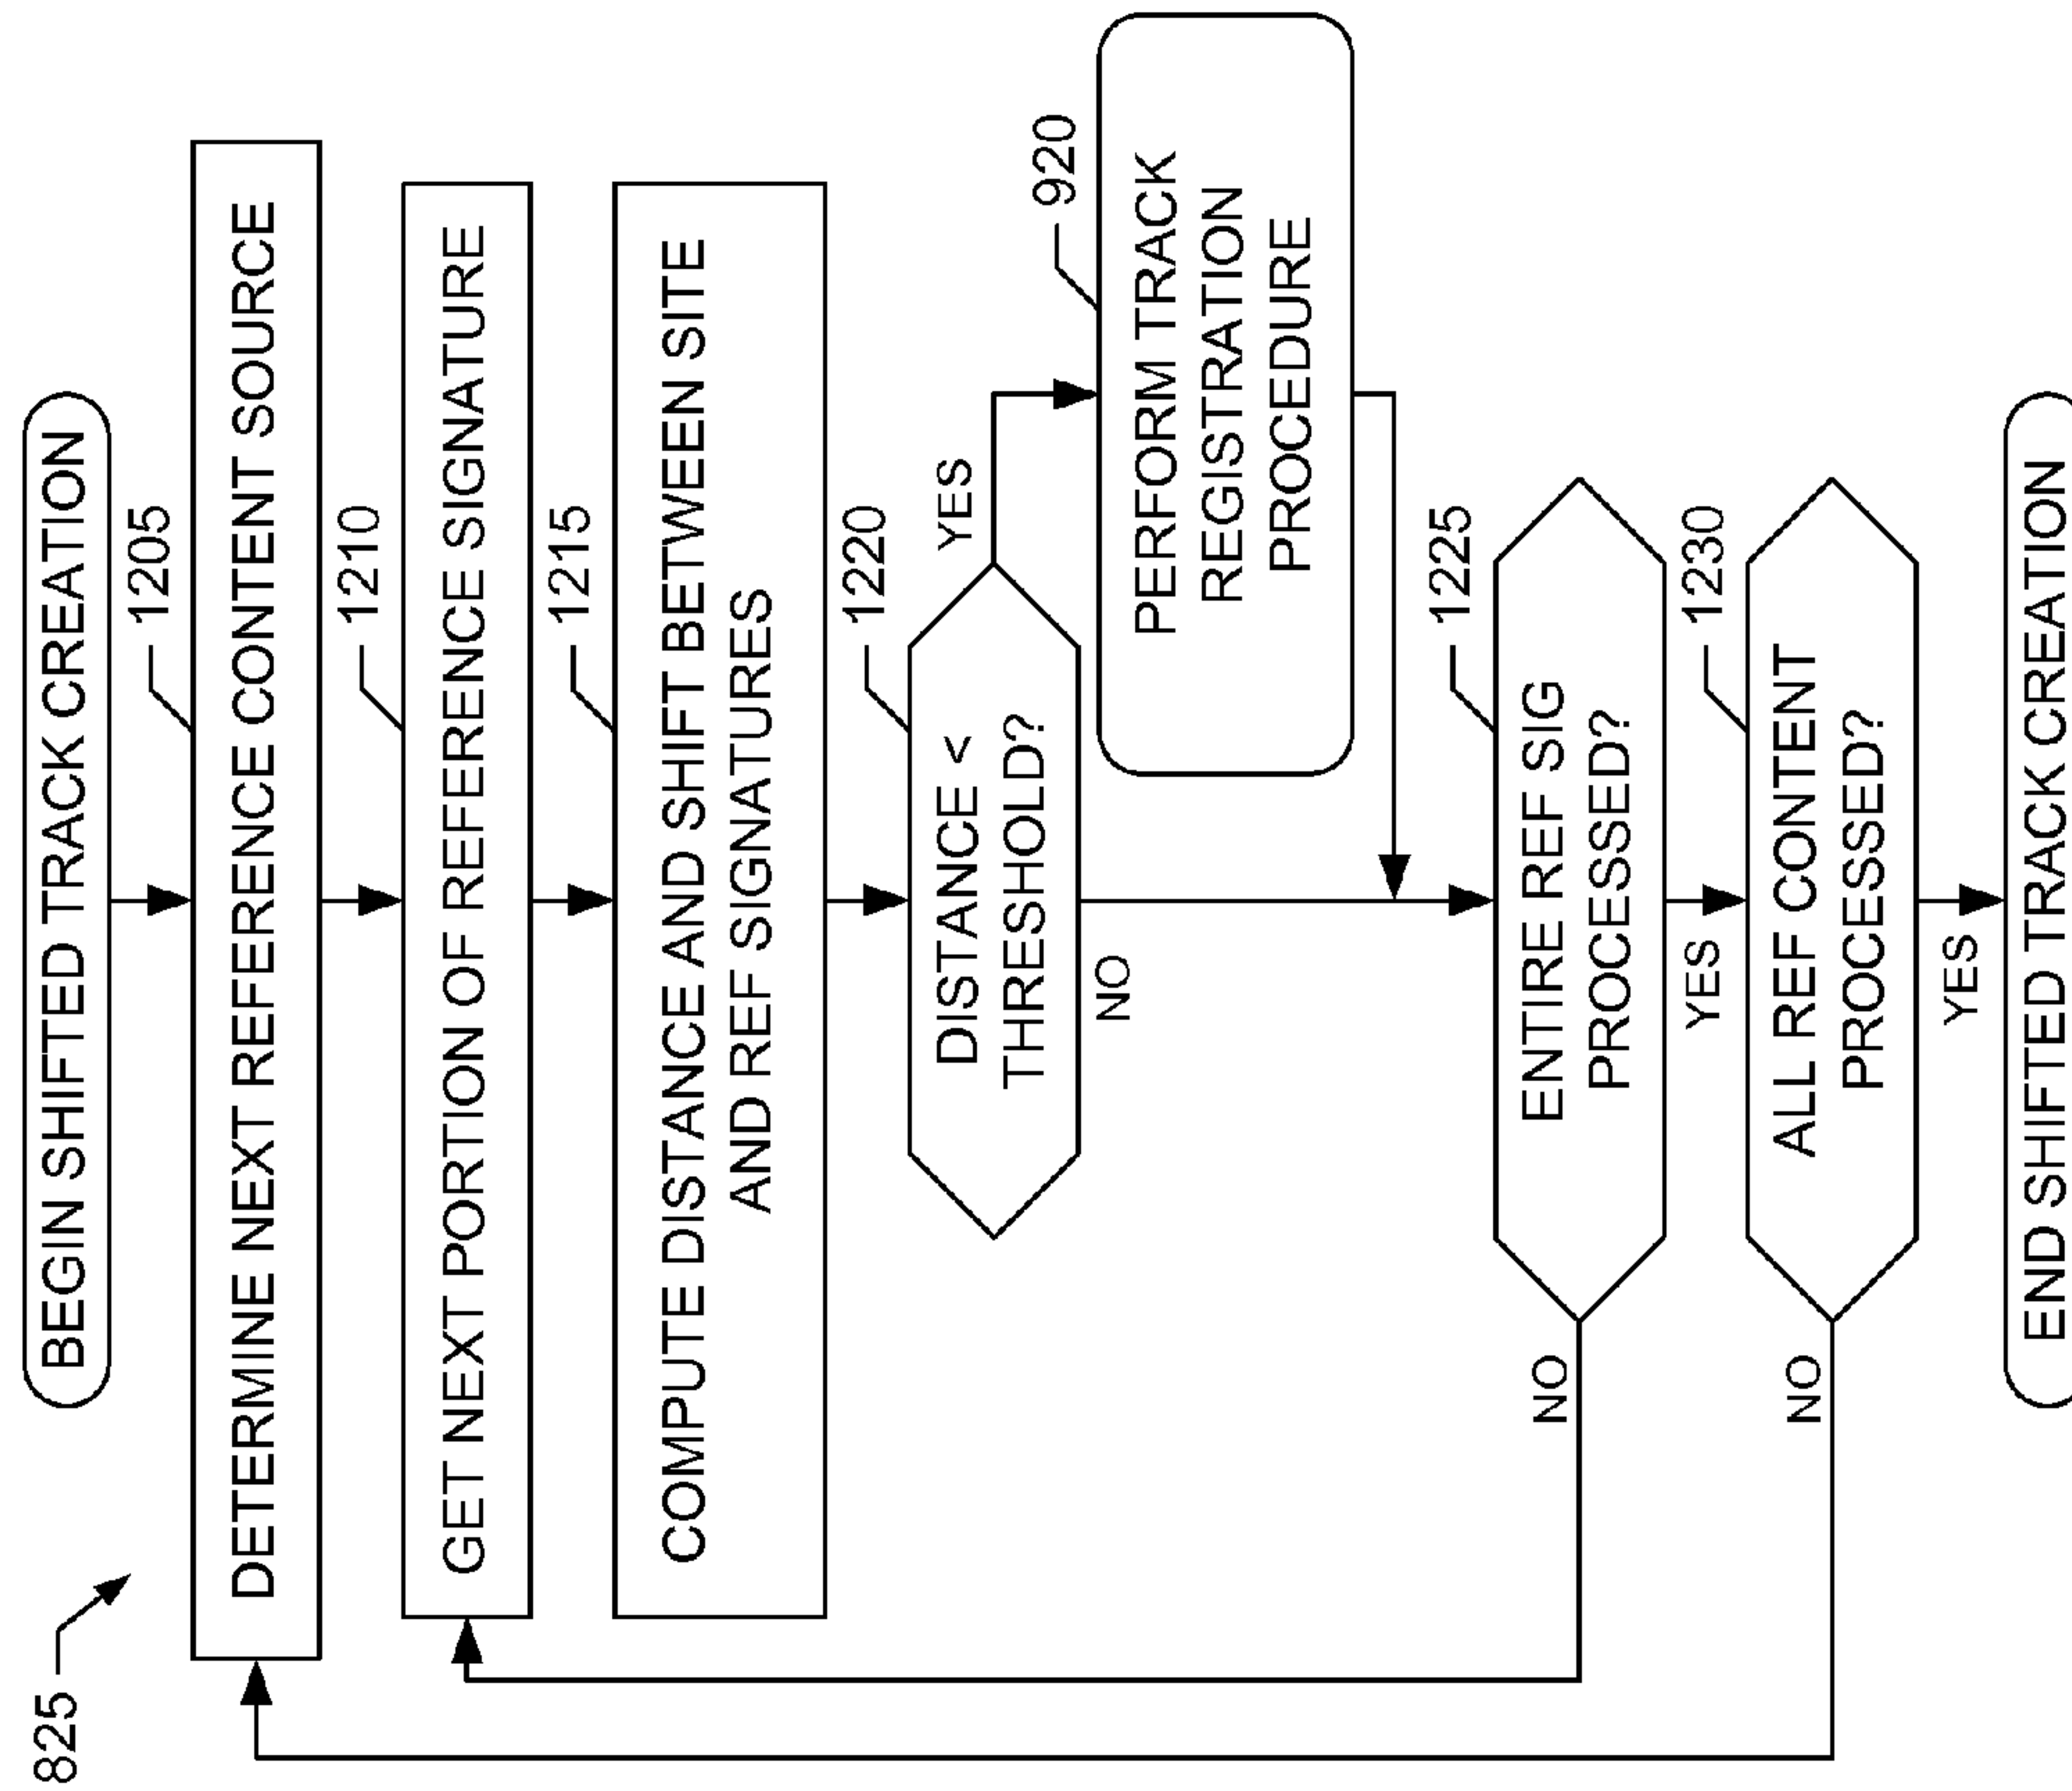 825
BEGIN SHIFTED TRACK CREATION
1205
DETERMINE NEXT REFERENCE CONTENT SOURCE
1210
GET NEXT PORTION OF REFERENCE SIGNATURE
1215
COMPUTE DISTANCE AND SHIFT BETWEEN SITE
AND REF SIGNATURES
1220
DISTANCE <
THRESHOLD?
YES
NO
920
PERFORM TRACK
REGISTRATION
PROCEDURE
1225
ENTIRE REF SIG
PROCESSED?
NO
YES
1230
ALL REF CONTENT
PROCESSED?
NO
YES
END SHIFTED TRACK CREATION